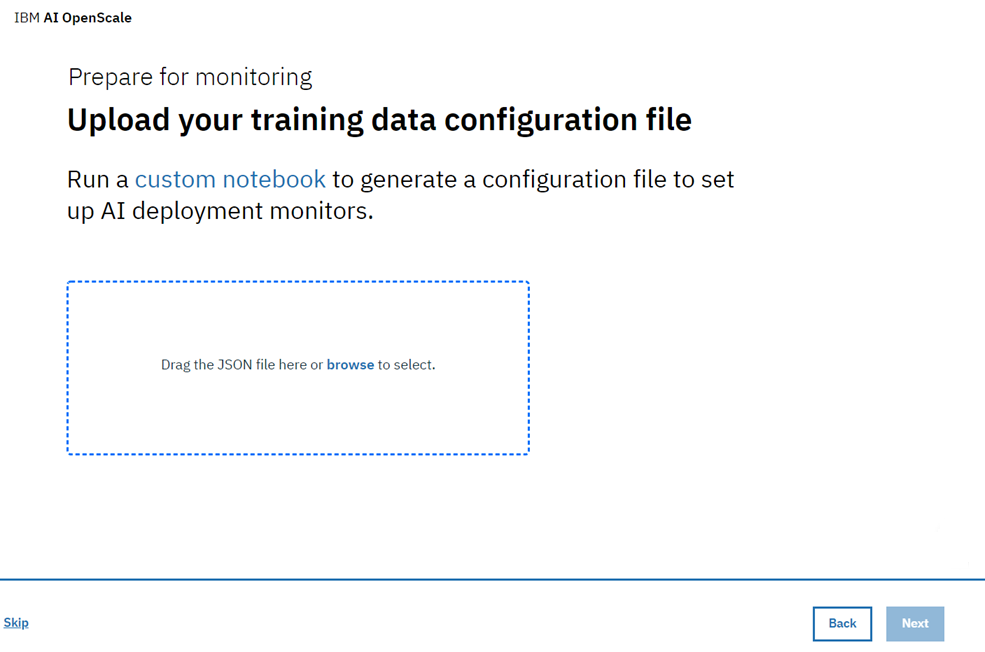 IBM AI OpenScale
Prepare for monitoring
Upload your training data configuration file
Run a custom notebook to generate a configuration file to set
up AI deployment monitors.
Drag the JSON file here or browse to select.
Skip
Back
Next